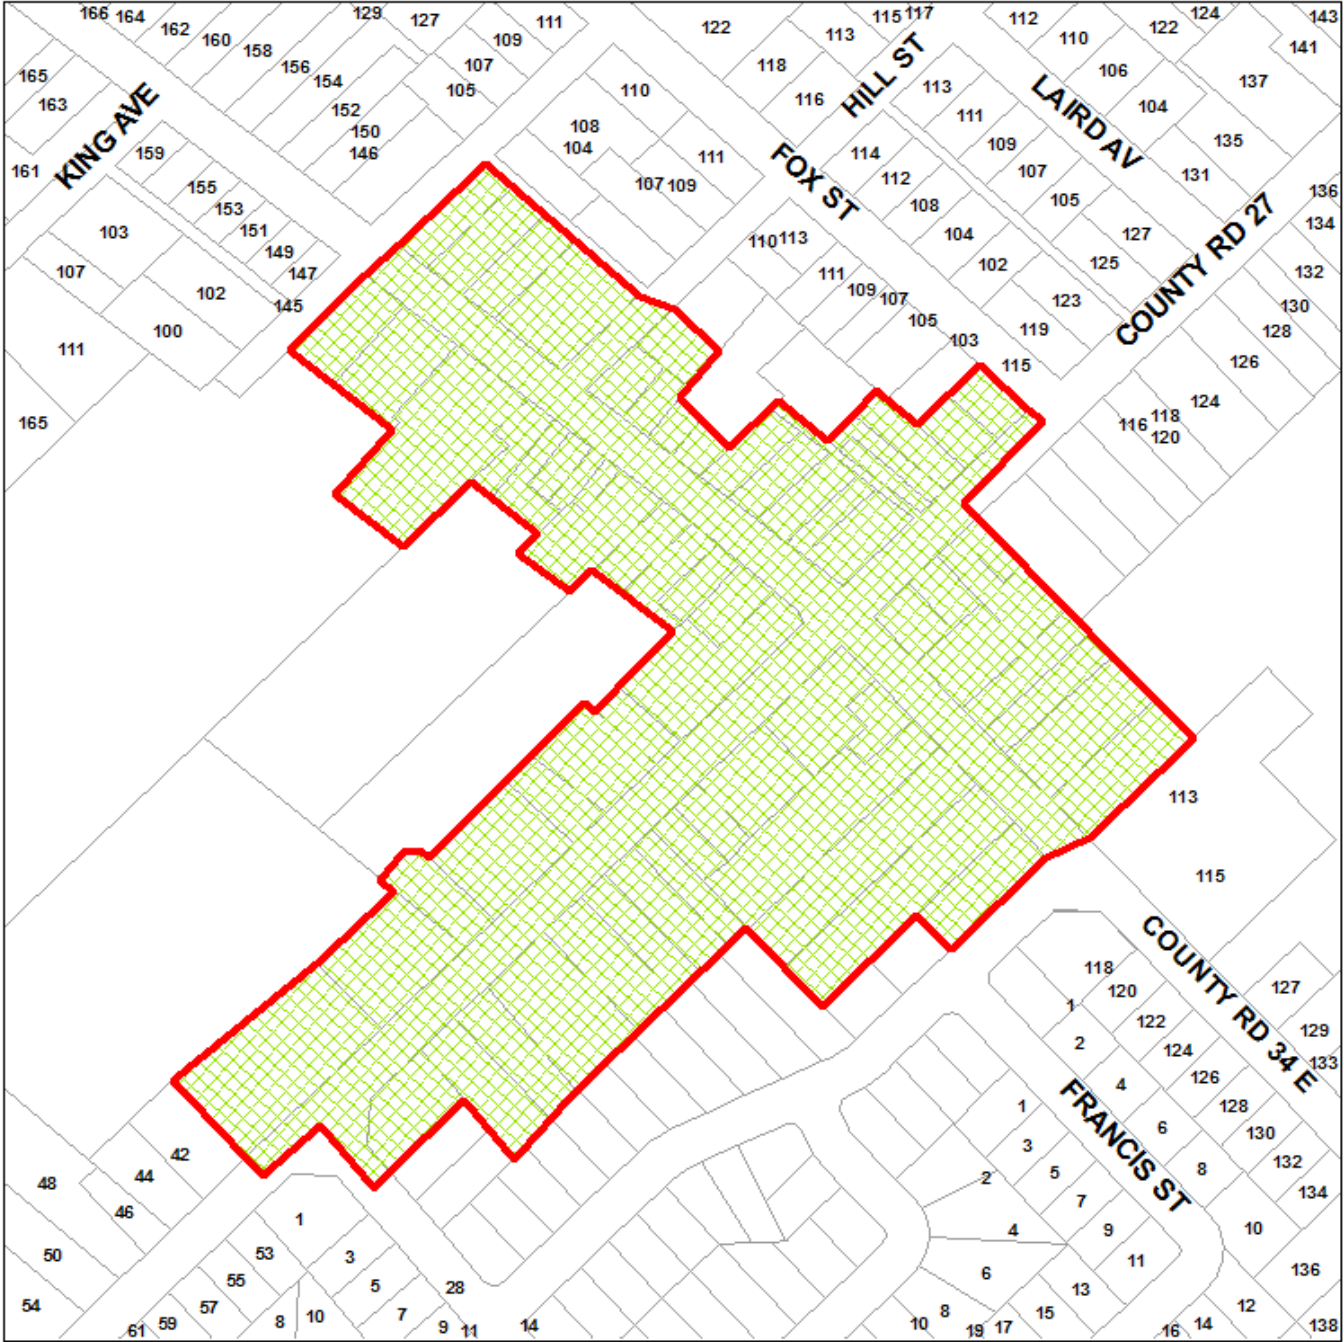 166 164 129 127 111 122 115 117 112 124 143
162 160 109 113 110 122 141
158 156 154 107 118 106 137
165 163 152 105 110 116 HILL ST 113 LAIRD AV 104
KING AVE 150 146 108 104 111 FOX ST 114 111 109 135
161 159 155 107 109 112 107 131 136
153 151 108 105 COUNTY RD 27 134
103 149 147 110 113 104 127 132
107 102 145 111 109 107 102 125 130
100 105 123 128
111 103 119 115 126
165 116 118 120 124
113
115
COUNTY RD 34 E
118 127
1 120 129
2 122 133
124
4 126
FRANCIS ST
1 128
3 6 130
42 5 8 132
48 44 2 7 134
46 1 4 9 10
50 53 3 11 136
55 5 28 6 13
54 57 8 10 7 8 15 12
61 59 9 11 14 10 19 17 16 14 138